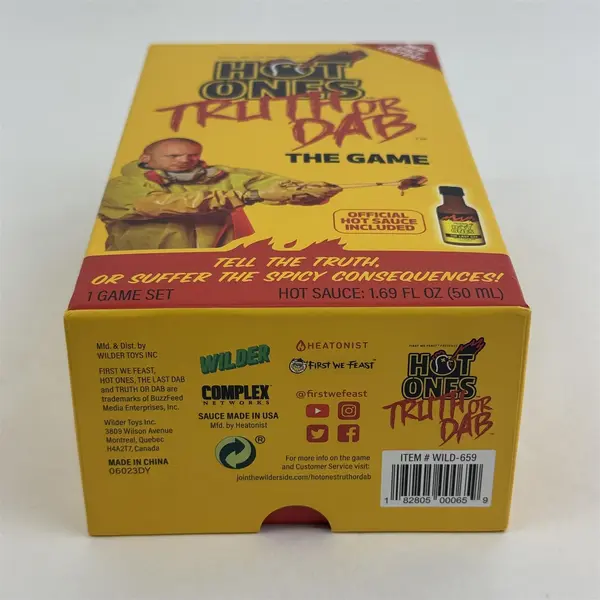 HOT
ONES
TRUTH OR
DAB
THE GAME
OFFICIAL
HOT SAUCE
INCLUDED
TELL THE TRUTH,
OR SUFFER THE SPICY CONSEQUENCES!
1 GAME SET
HOT SAUCE: 1.69 FL OZ (50 ML)
Mfd. & Dist. by
WILDER TOYS INC
FIRST WE FEAST,
HOT ONES, THE LAST DAB
and TRUTH OR DAB are
trademarks of BuzzFeed
Media Enterprises, Inc.
Wilder Toys Inc.
3809 Wilson Avenue
Montreal, Quebec
H4A2T7, Canada
MADE IN CHINA
06023DY
WILDER
COMPLEX
NETWORKS
SAUCE MADE IN USA
Mfd. by Heatonist
®
HEATONIST
FIRST WE FEAST
@firstwefeast
For more info on the game
and Customer Service visit:
jointhewilderside.com/hotonestruthordab
HOT
ONES
TRUTH OR
DAB
ITEM # WILD-659
1 82805 00065 9